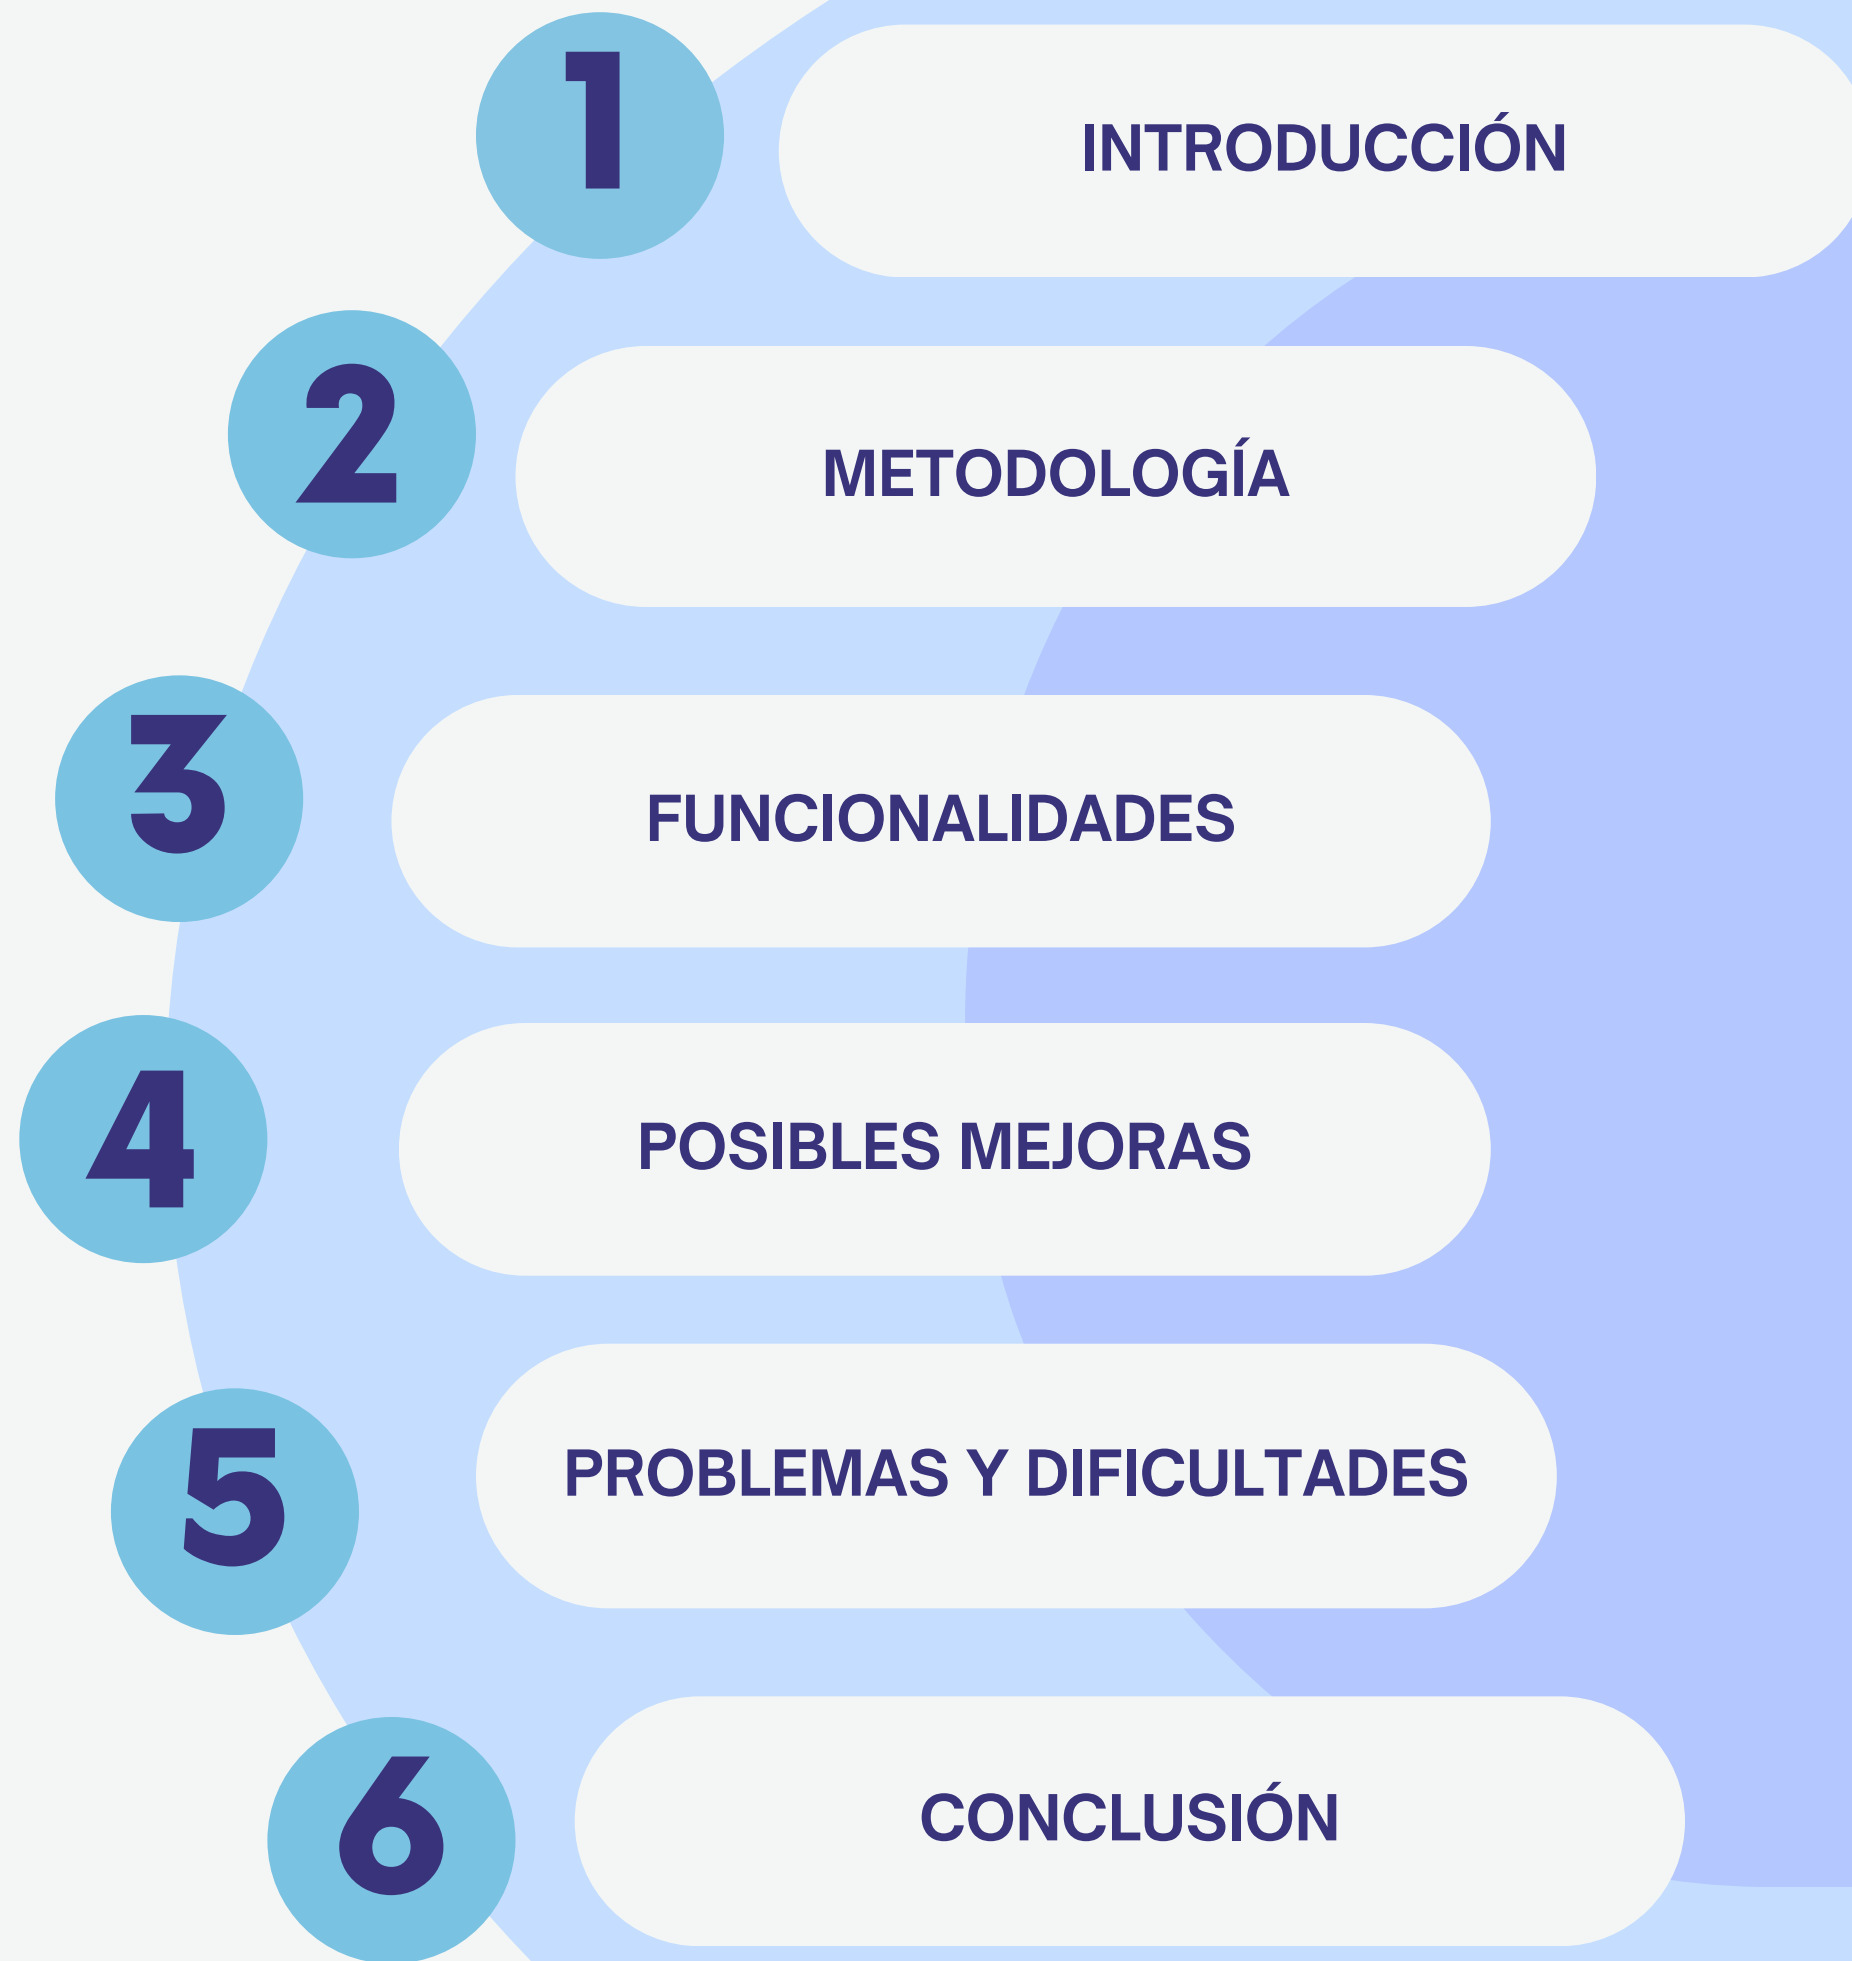 1
INTRODUCCIÓN
2
METODOLOGÍA
3
FUNCIONALIDADES
4
POSIBLES MEJORAS
5
PROBLEMAS Y DIFICULTADES
6
CONCLUSIÓN